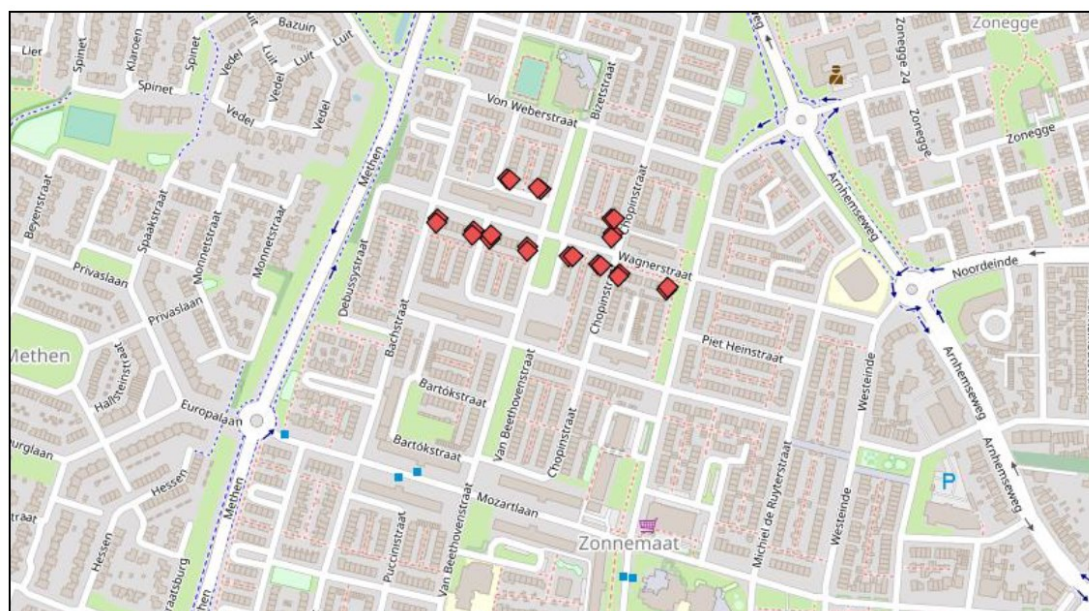 Bazuin
Luit
Luit
Luit
Klaroen
Spinet
Lier
Spinet
Vedel
Vedel
Vedel
Vedel
Spinet
Methen
Von Weberstraat
Bizetstraat
Chopinstraat
Zonegge
Zonegge 24
Zonegge
Zonegge
Arnhemseweg
Beyenstraat
Spaakstraat
Monnetstraat
Monnetstraat
Privaslaan
Privaslaan
Debussystraat
Wagnerstraat
Noordeinde
Bachstraat
Chopinstraat
Piet Heinstraat
Methen
Hallsteinstraat
Europalaan
Bartókstraat
Van Beethovenstraat
Westeinde
Arnhemseweg
Bartókstraat
Chopinstraat
Hessen
Methen
Mozartlaan
Michiel de Ruyterstraat
Westeinde
P
Arnhemseweg
Hessen
Puccinistraat
Van Beethovenstraat
Zonnemaat